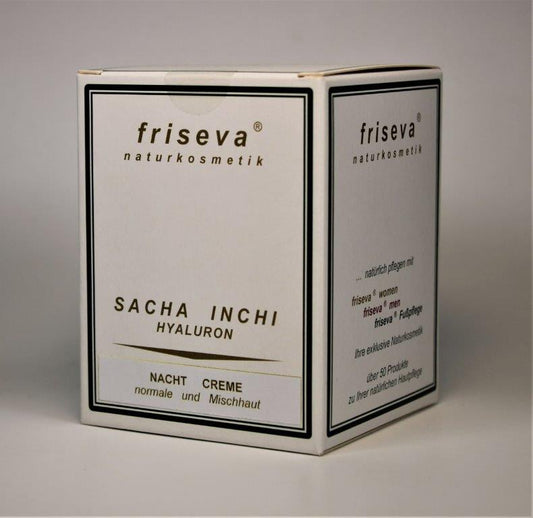 friseva®
naturkosmetik
SACHA INCHI
HYALURON
NACHT CREME
normale und Mischhaut
friseva®
naturkosmetik
... natürlich pflegen mit
friseva® women
friseva® men
friseva® Fußpflege
Ihre exklusive Naturkosmetik
über 50 Produkte
zu Ihrer natürlichen Hautpflege